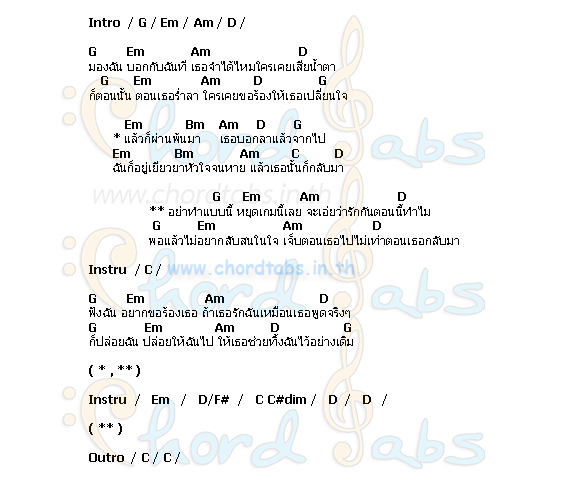 Intro / G / Em / Am / D /
G Em Am D
มองฉัน บอกกับฉันที เธอจำได้ไหมใครเคยเสียน้ำตา
G Em Am D G
ก็ตอนนั้น ตอนเธอร่ำลา ใครเคยขอร้องให้เธอเปลี่ยนใจ
Em Bm Am D G
* แล้วก็ผ่านพ้นมา เธอบอกลาแล้วจากไป
Em Bm Am C D
ฉันก็อยู่เยียวยาหัวใจจนหาย แล้วเธอนั้นก็กลับมา
www.chordtabs.in.th
G Em Am D
** อย่าทำแบบนี้ หยุดเกมนี้เลย จะเอ่ยว่ารักกันตอนนี้ทำไม
G Em Am D
พอแล้วไม่อยากสับสนในใจ เจ็บตอนเธอไปไม่เท่าตอนเธอกลับมา
Instru / C /
www.chordtabs.in.th
G Em Am D
ฟังฉัน อยากขอร้องเธอ ถ้าเธอรักฉันเหมือนเธอพูดจริงๆ
G Em Am D G
ก็ปล่อยฉัน ปล่อยให้ฉันไป ให้เธอช่วยทิ้งฉันไว้อย่างเดิม
( * , ** )
Instru / Em / D/F# / C C#dim / D / D /
( ** )
Outro / C / C /